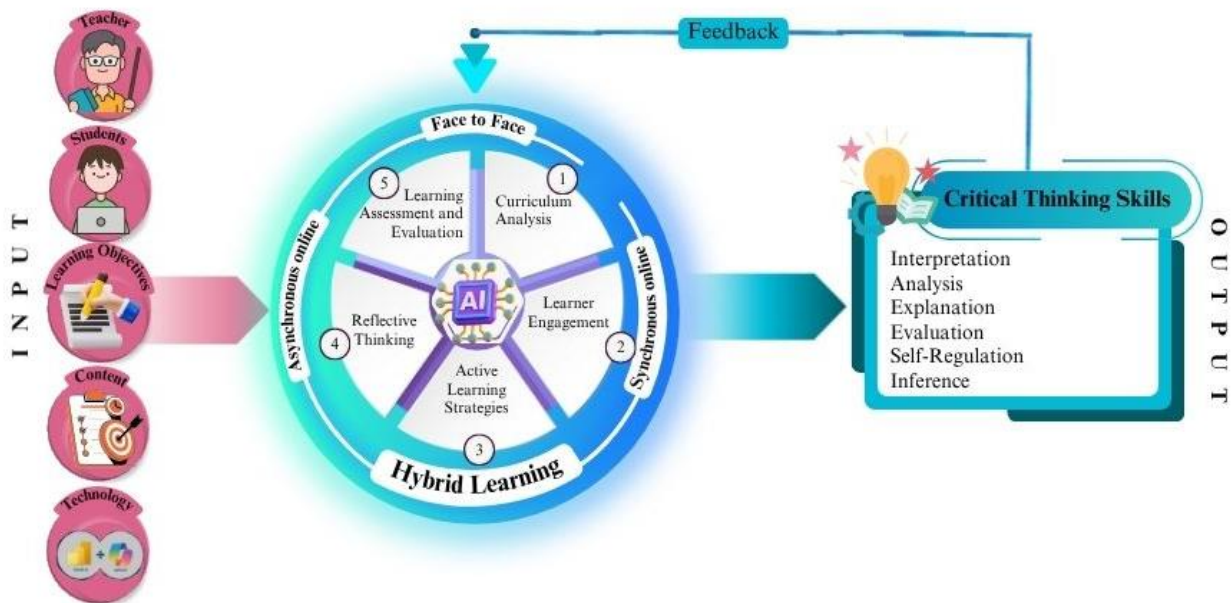 INPUT
Teacher
Students
Learning Objectives
Content
Technology
+
Feedback
Face to Face
Synchronous online
Asynchronous online
Hybrid Learning
1
Curriculum
Analysis
2
Learner
Engagement
3
Active
Learning
Strategies
4
Reflective
Thinking
5
Learning
Assessment and
Evaluation
AI
Critical Thinking Skills
Interpretation
Analysis
Explanation
Evaluation
Self-Regulation
Inference
OUTPUT